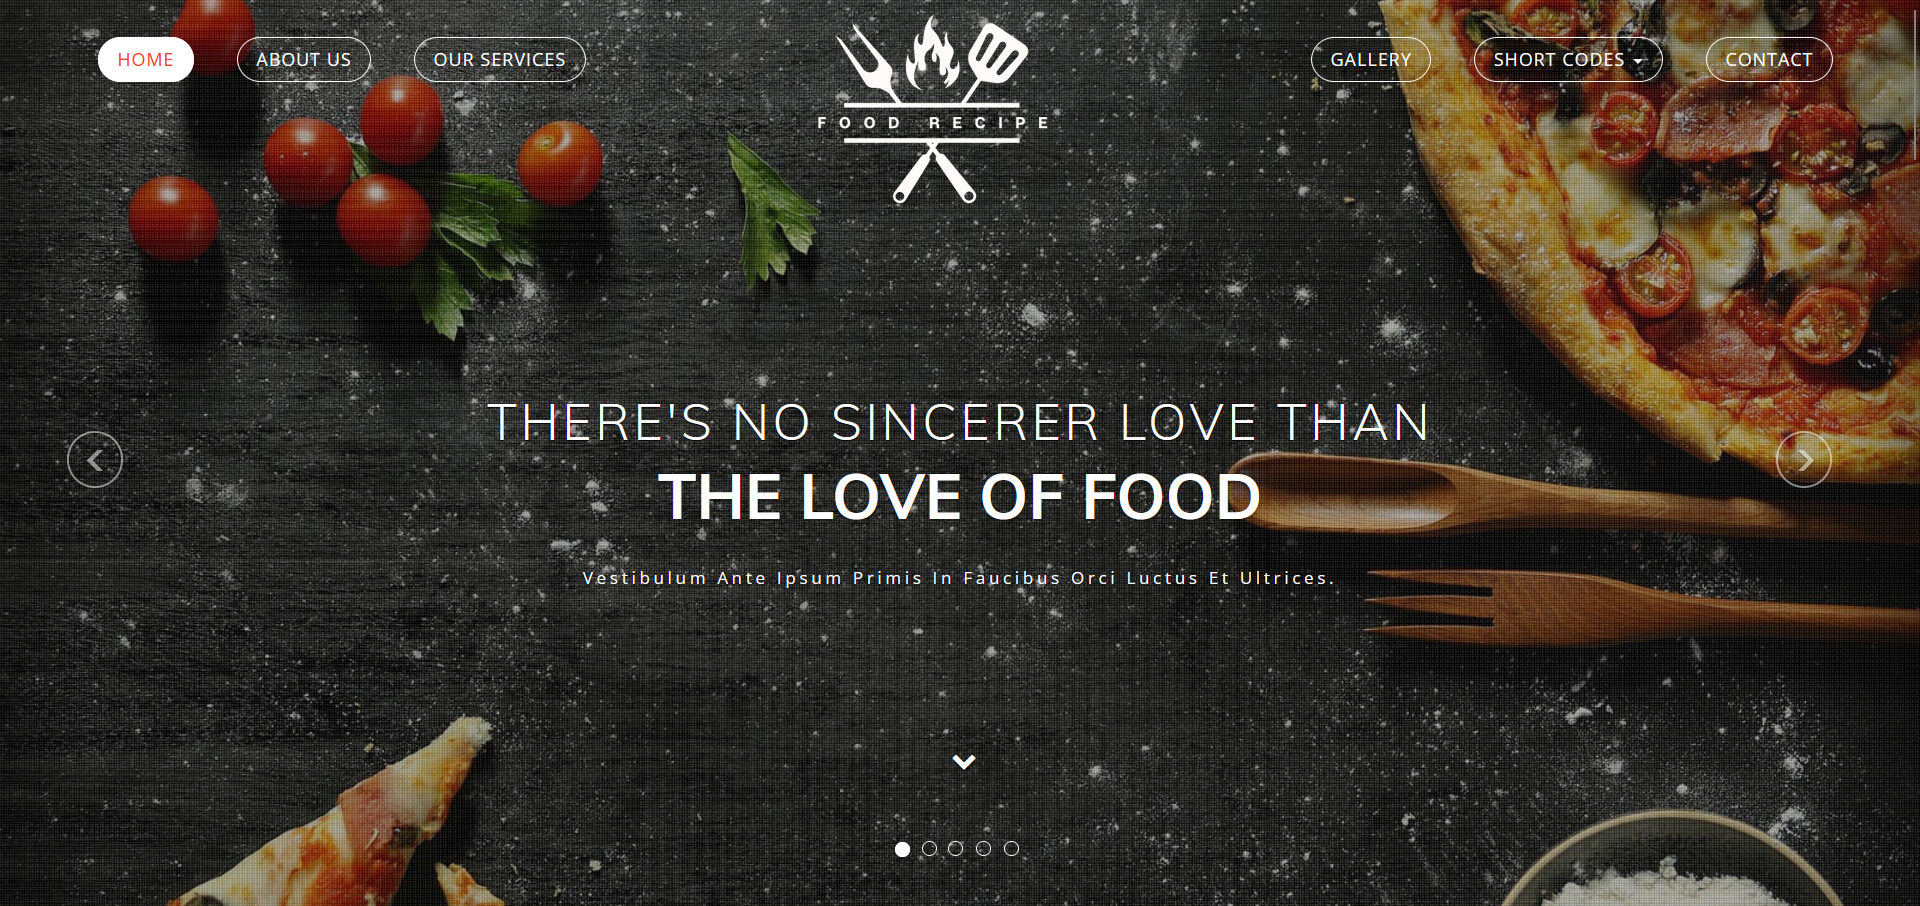 HOME
ABOUT US
OUR SERVICES
FOOD RECIPE
GALLERY
SHORT CODES
CONTACT
THERE'S NO SINCERER LOVE THAN
THE LOVE OF FOOD
Vestibulum Ante Ipsum Primis In Faucibus Orci Luctus Et Ultrices.